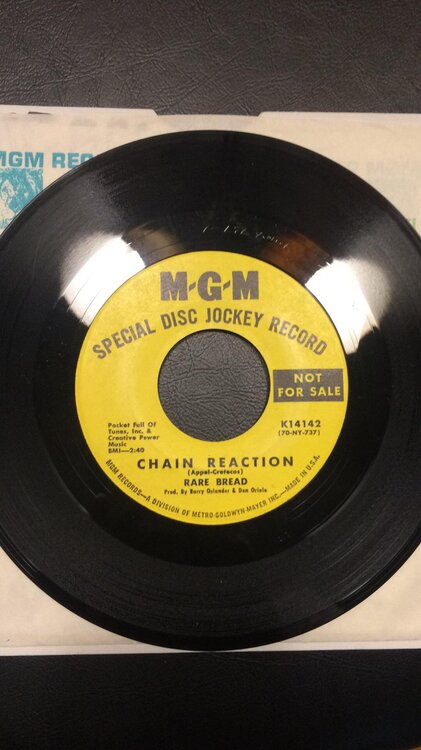 MGM REC
M-G-M
SPECIAL DISC JOCKEY RECORD
NOT
FOR SALE
K14142
(70-NY-737)
Pocket Full Of
Tunes, Inc. &
Creative Power
Music
BMI—2:40
CHAIN REACTION
(Appel-Cretecos)
RARE BREAD
Prod. By Barry Oslander & Don Oriolo
MGM RECORDS—A DIVISION OF METRO-GOLDWYN-MAYER INC.—MADE IN U.S.A.